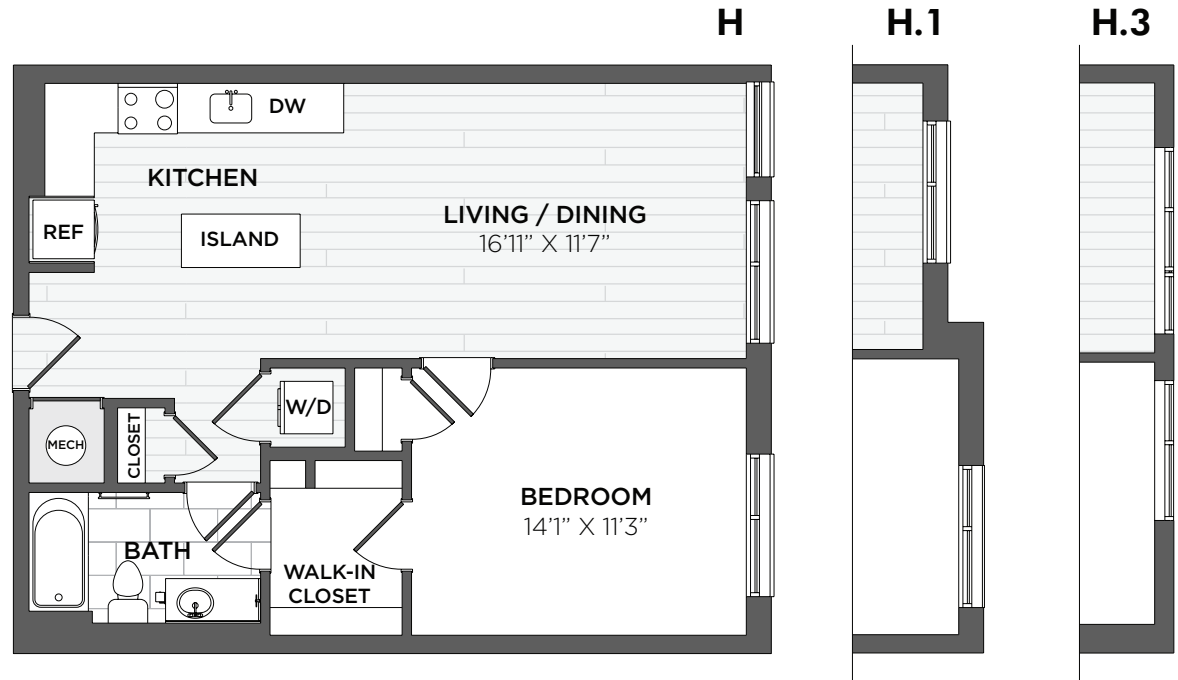 H
H.1
H.3
DW
KITCHEN
LIVING / DINING
16'11" X 11'7"
REF
ISLAND
W/D
CLOSET
MECH
BEDROOM
14'1" X 11'3"
BATH
WALK-IN
CLOSET